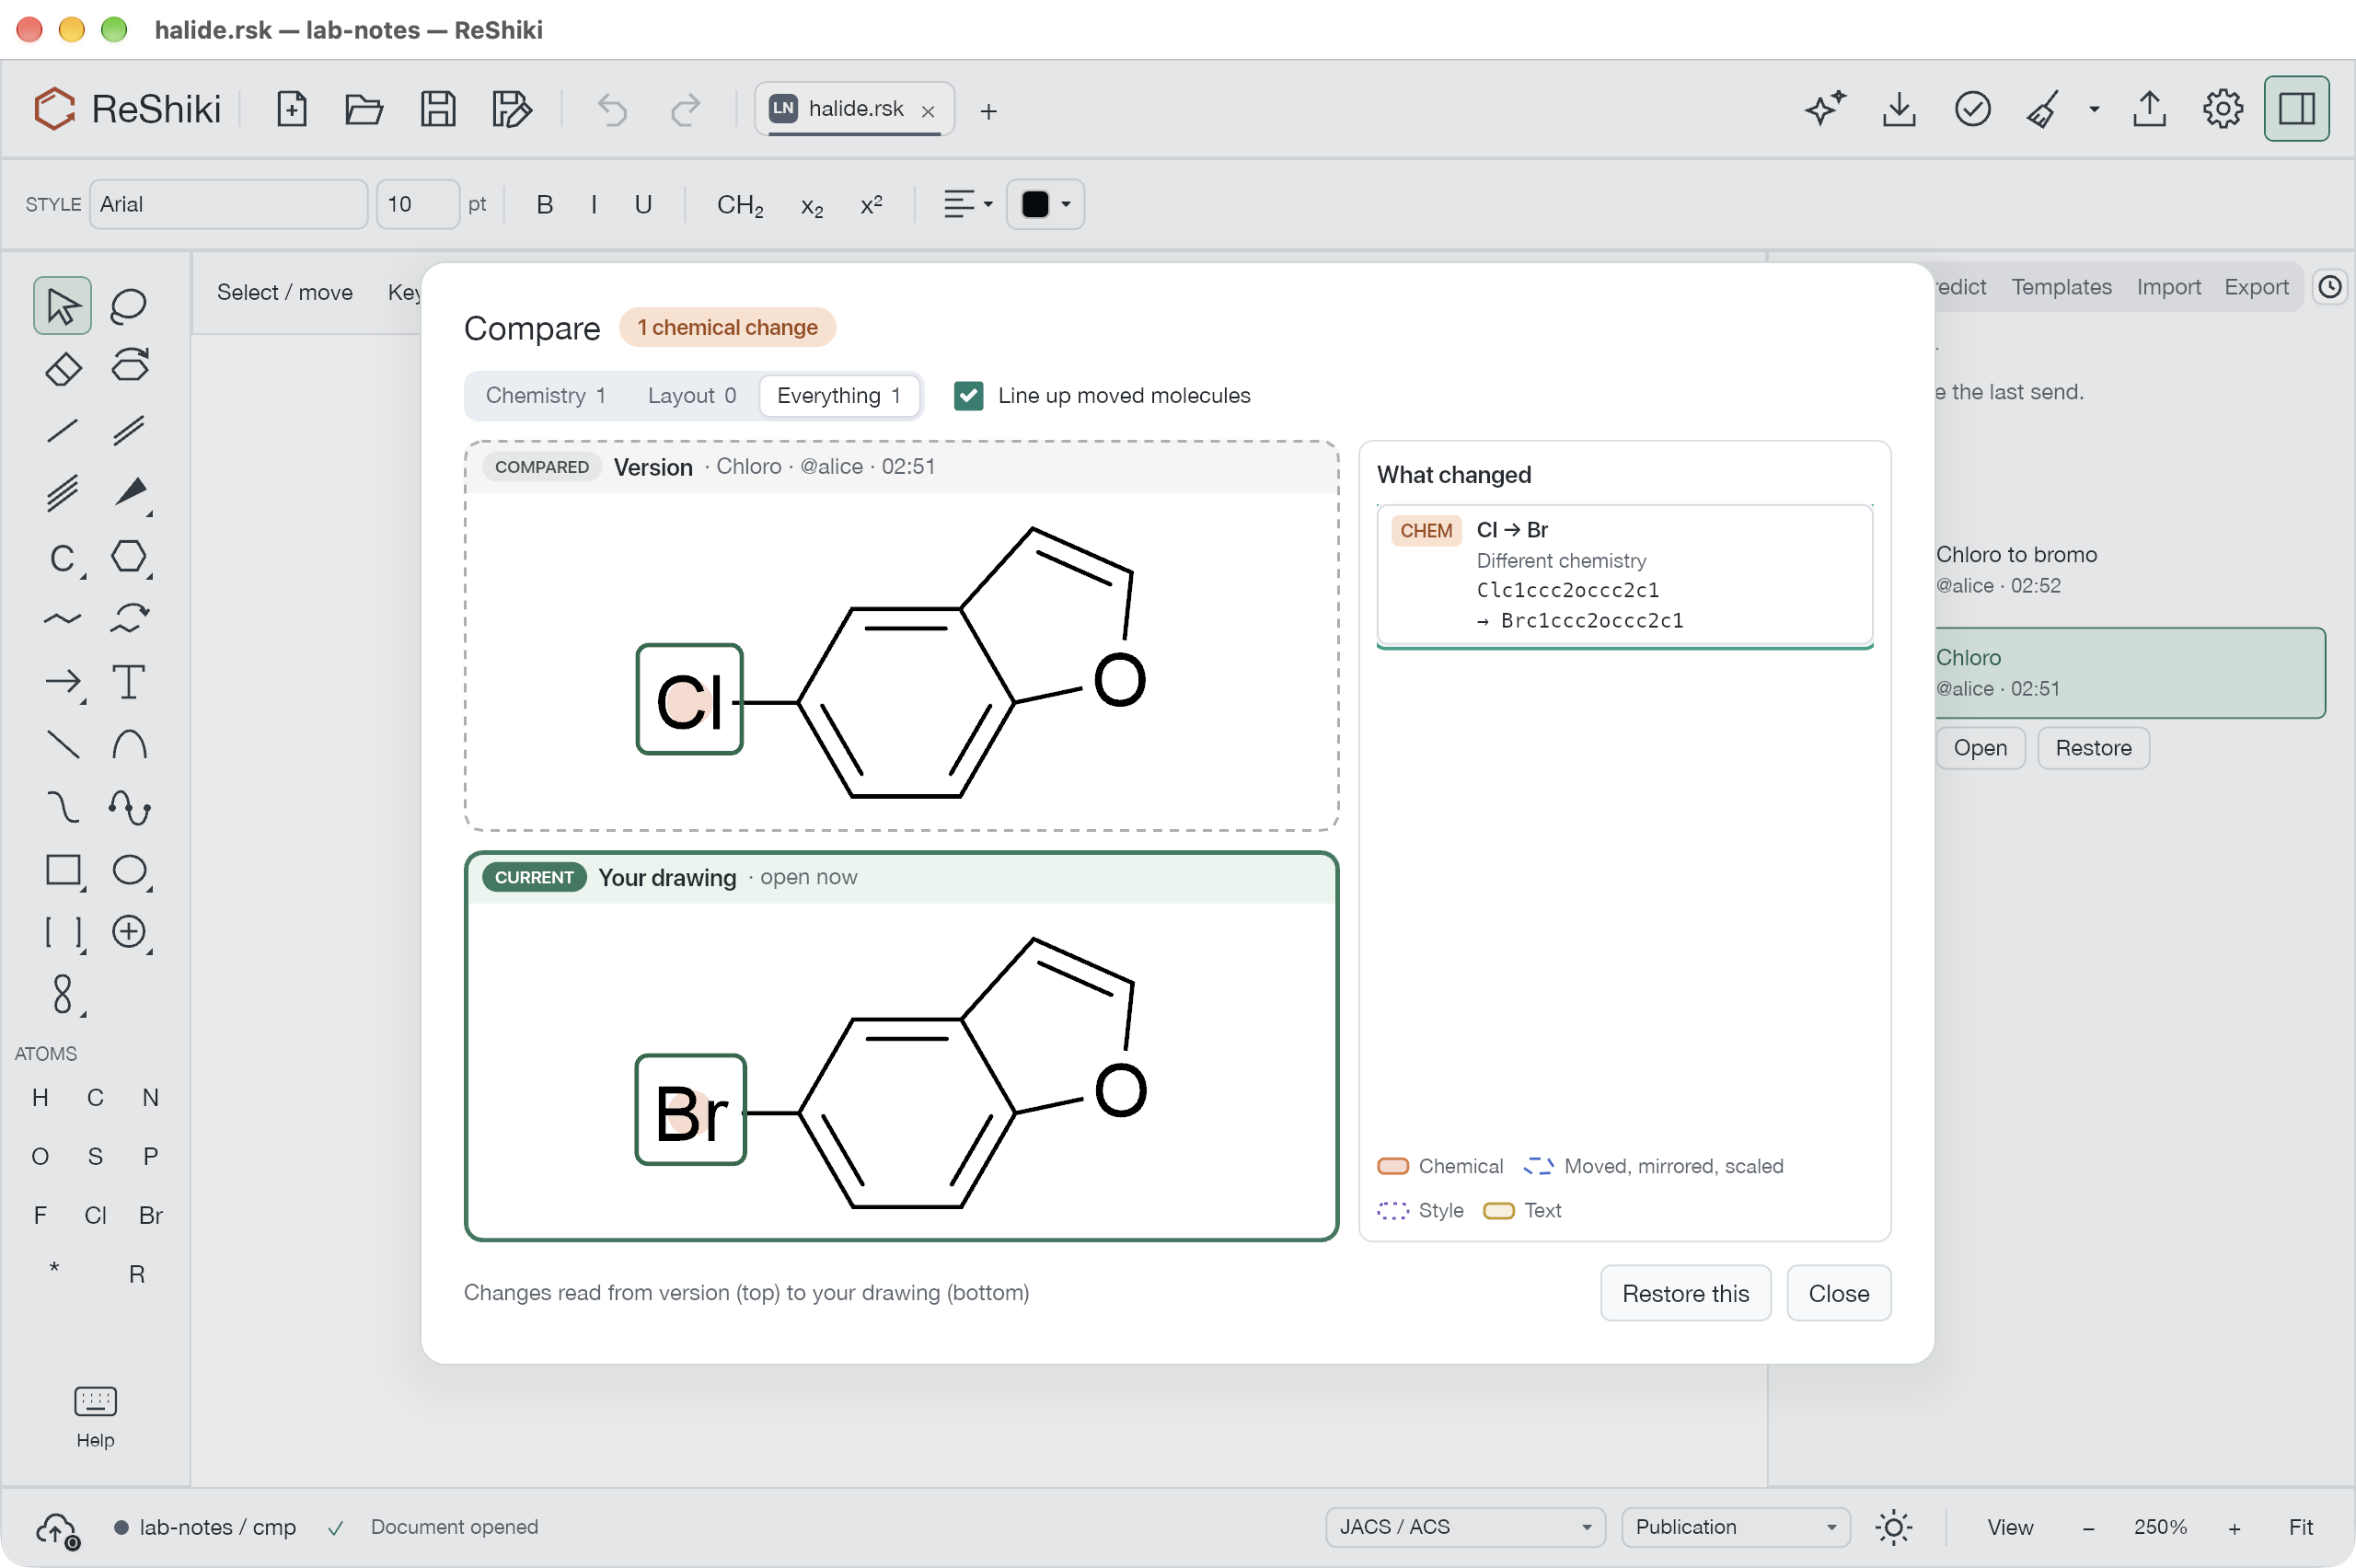 halide.rsk — lab-notes — ReShiki
ReShiki
LN halide.rsk × +
STYLE Arial 10 pt B I U CH₂ x₂ x²
Select / move Key
redict Templates Import Export
Compare 1 chemical change
Chemistry 1 Layout 0 Everything 1 Line up moved molecules
COMPARED Version · Chloro · @alice · 02:51
Cl
O
CURRENT Your drawing · open now
Br
O
What changed
CHEM Cl → Br
Different chemistry
Clc1ccc2occc2c1
→ Brc1ccc2occc2c1
Chemical Moved, mirrored, scaled
Style Text
Changes read from version (top) to your drawing (bottom)
Restore this Close
.
e the last send.
Chloro to bromo
@alice · 02:52
Chloro
@alice · 02:51
Open Restore
C
T
[ ]
ATOMS
H C N
O S P
F Cl Br
* R
Help
lab-notes / cmp ✓ Document opened
JACS / ACS Publication View − 250% + Fit